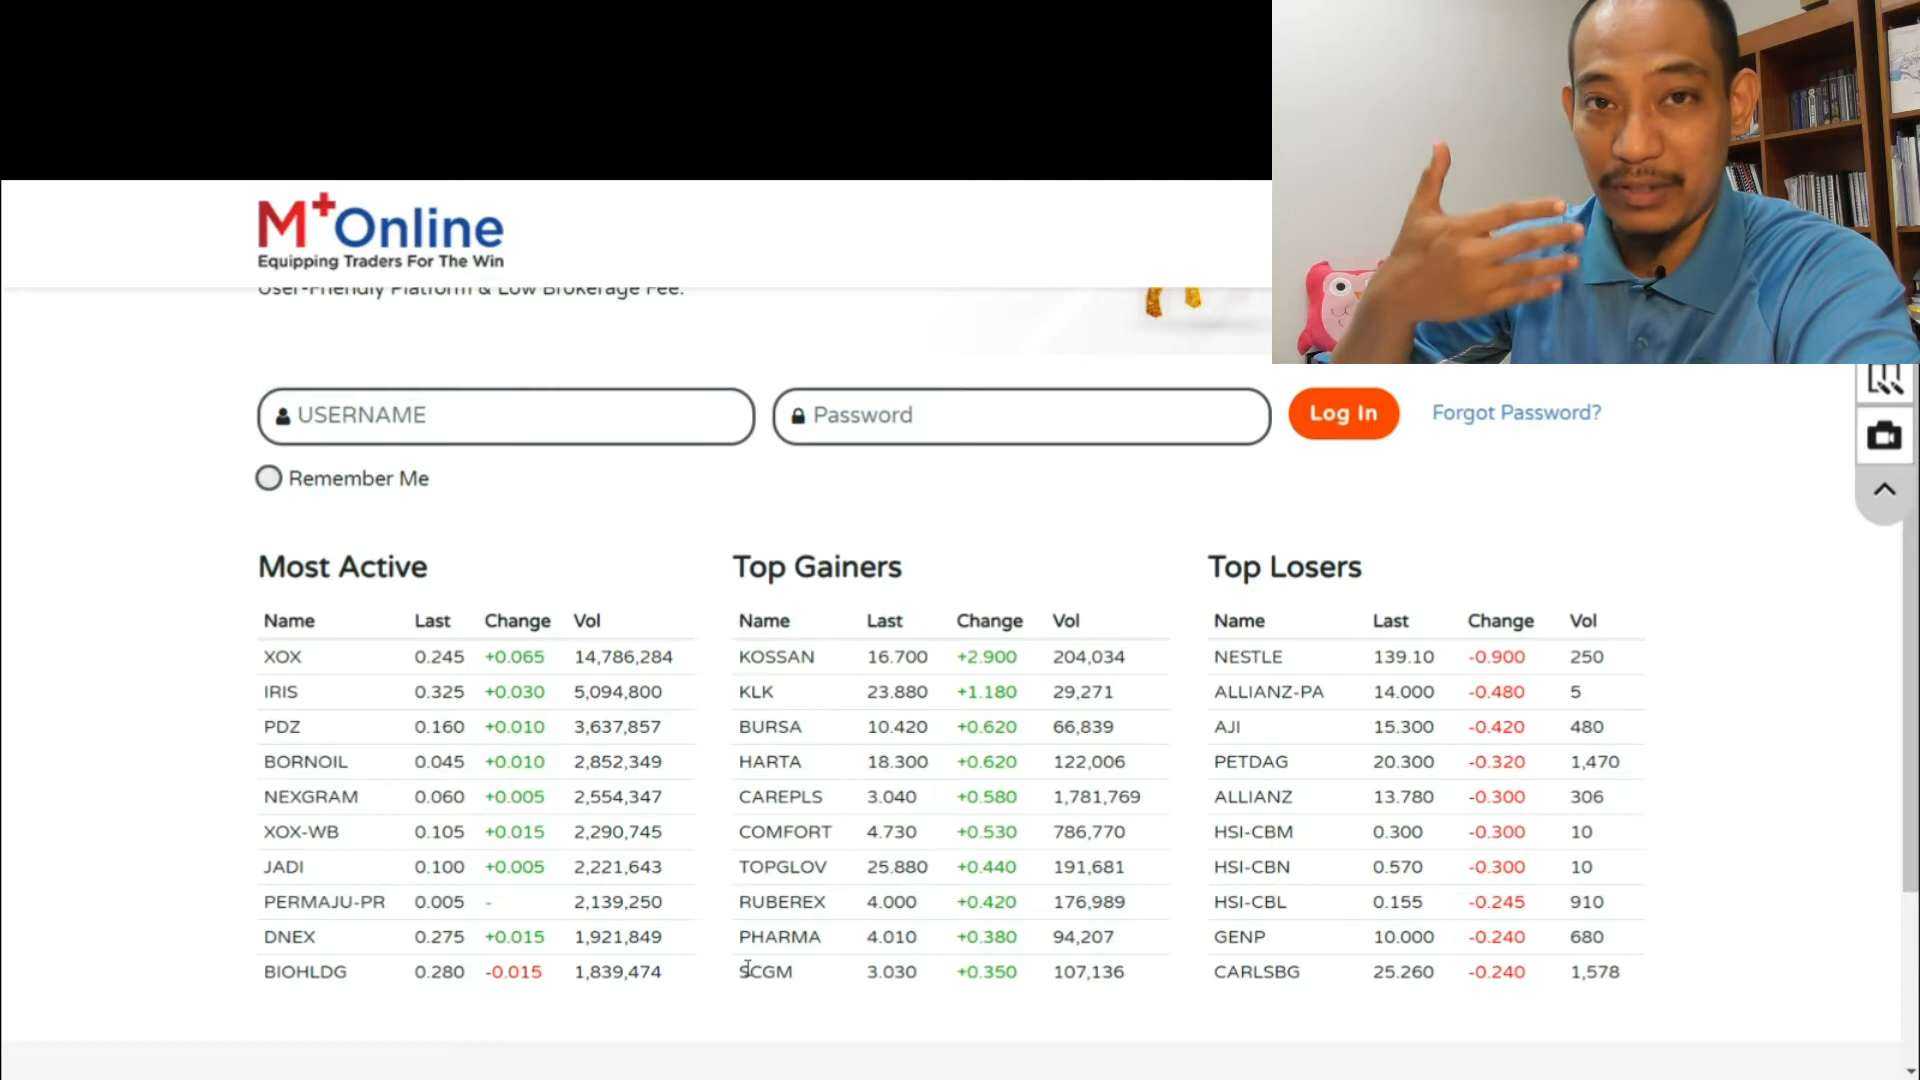 M+Online
Equipping Traders For The Win
User-Friendly Platform & Low Brokerage Fee.
USERNAME
Password
Log In
Forgot Password?
Remember Me
Most Active
Name Last Change Vol
XOX 0.245 +0.065 14,786,284
IRIS 0.325 +0.030 5,094,800
PDZ 0.160 +0.010 3,637,857
BORNOIL 0.045 +0.010 2,852,349
NEXGRAM 0.060 +0.005 2,554,347
XOX-WB 0.105 +0.015 2,290,745
JADI 0.100 +0.005 2,221,643
PERMAJU-PR 0.005 - 2,139,250
DNEX 0.275 +0.015 1,921,849
BIOHLDG 0.280 -0.015 1,839,474
Top Gainers
Name Last Change Vol
KOSSAN 16.700 +2.900 204,034
KLK 23.880 +1.180 29,271
BURSA 10.420 +0.620 66,839
HARTA 18.300 +0.620 122,006
CAREPLS 3.040 +0.580 1,781,769
COMFORT 4.730 +0.530 786,770
TOPGLOV 25.880 +0.440 191,681
RUBEREX 4.000 +0.420 176,989
PHARMA 4.010 +0.380 94,207
SCGM 3.030 +0.350 107,136
Top Losers
Name Last Change Vol
NESTLE 139.10 -0.900 250
ALLIANZ-PA 14.000 -0.480 5
AJI 15.300 -0.420 480
PETDAG 20.300 -0.320 1,470
ALLIANZ 13.780 -0.300 306
HSI-CBM 0.300 -0.300 10
HSI-CBN 0.570 -0.300 10
HSI-CBL 0.155 -0.245 910
GENP 10.000 -0.240 680
CARLSBG 25.260 -0.240 1,578